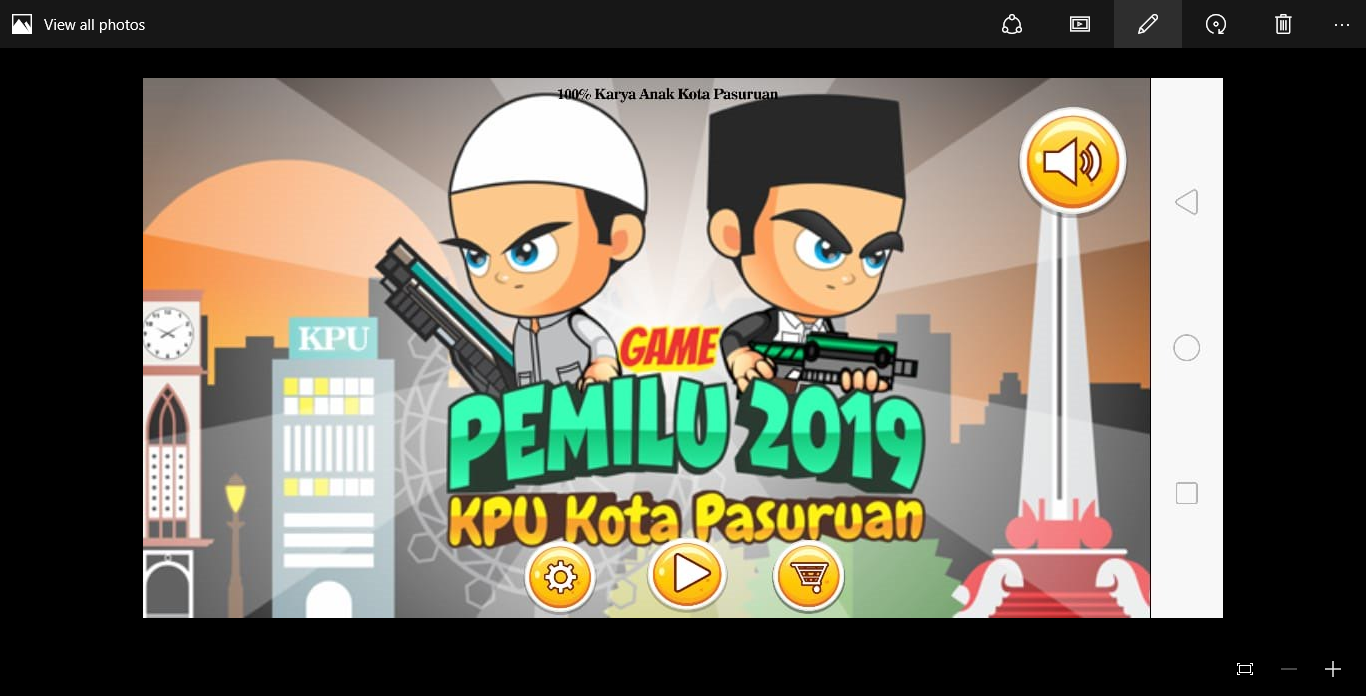 View all photos
100% Karya Anak Kota Pasuruan
KPU
GAME
PEMILU 2019
KPU Kota Pasuruan